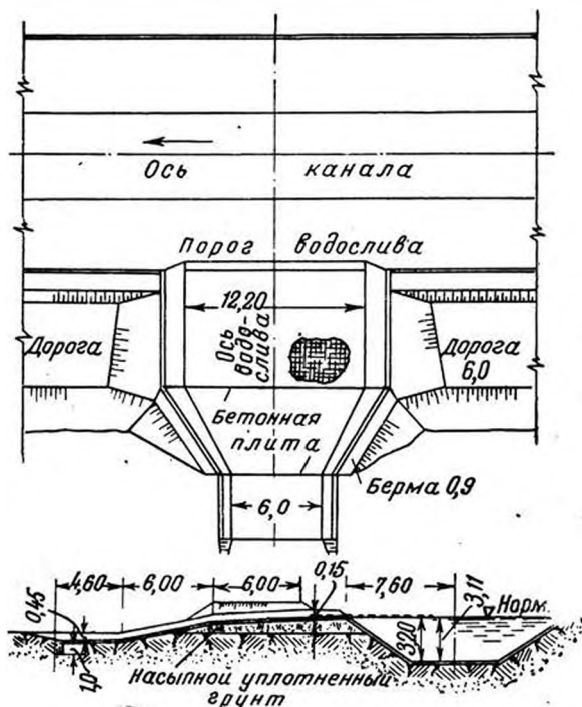 Ось канала
Порог водослива
12,20
Ось
водо-
слива
Дорога
Дорога
6,0
Бетонная
плита
Берма 0,9
6,0
0,15
4,60 6,00 6,00 7,60
0,45
3,11
Норм.
3,20
1,0
Насыпной уплотненный
грунт